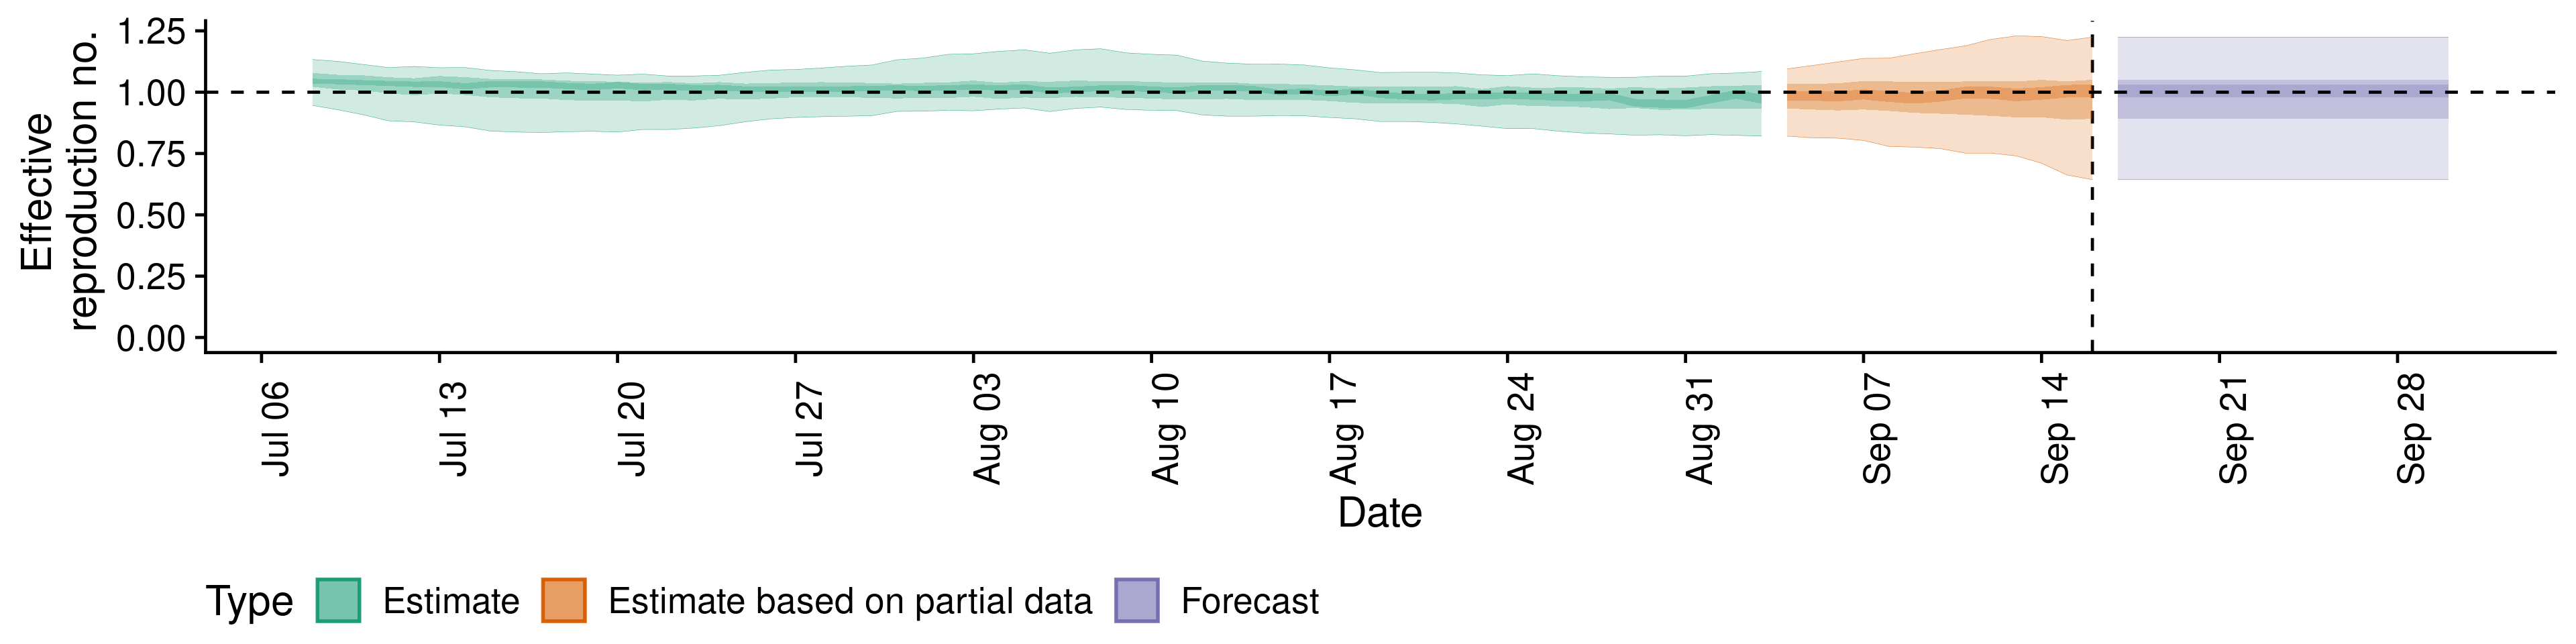 Effective
reproduction no.
1.25
1.00
0.75
0.50
0.25
0.00
Jul 06
Jul 13
Jul 20
Jul 27
Aug 03
Aug 10
Aug 17
Aug 24
Aug 31
Sep 07
Sep 14
Sep 21
Sep 28
Date
Type Estimate Estimate based on partial data Forecast